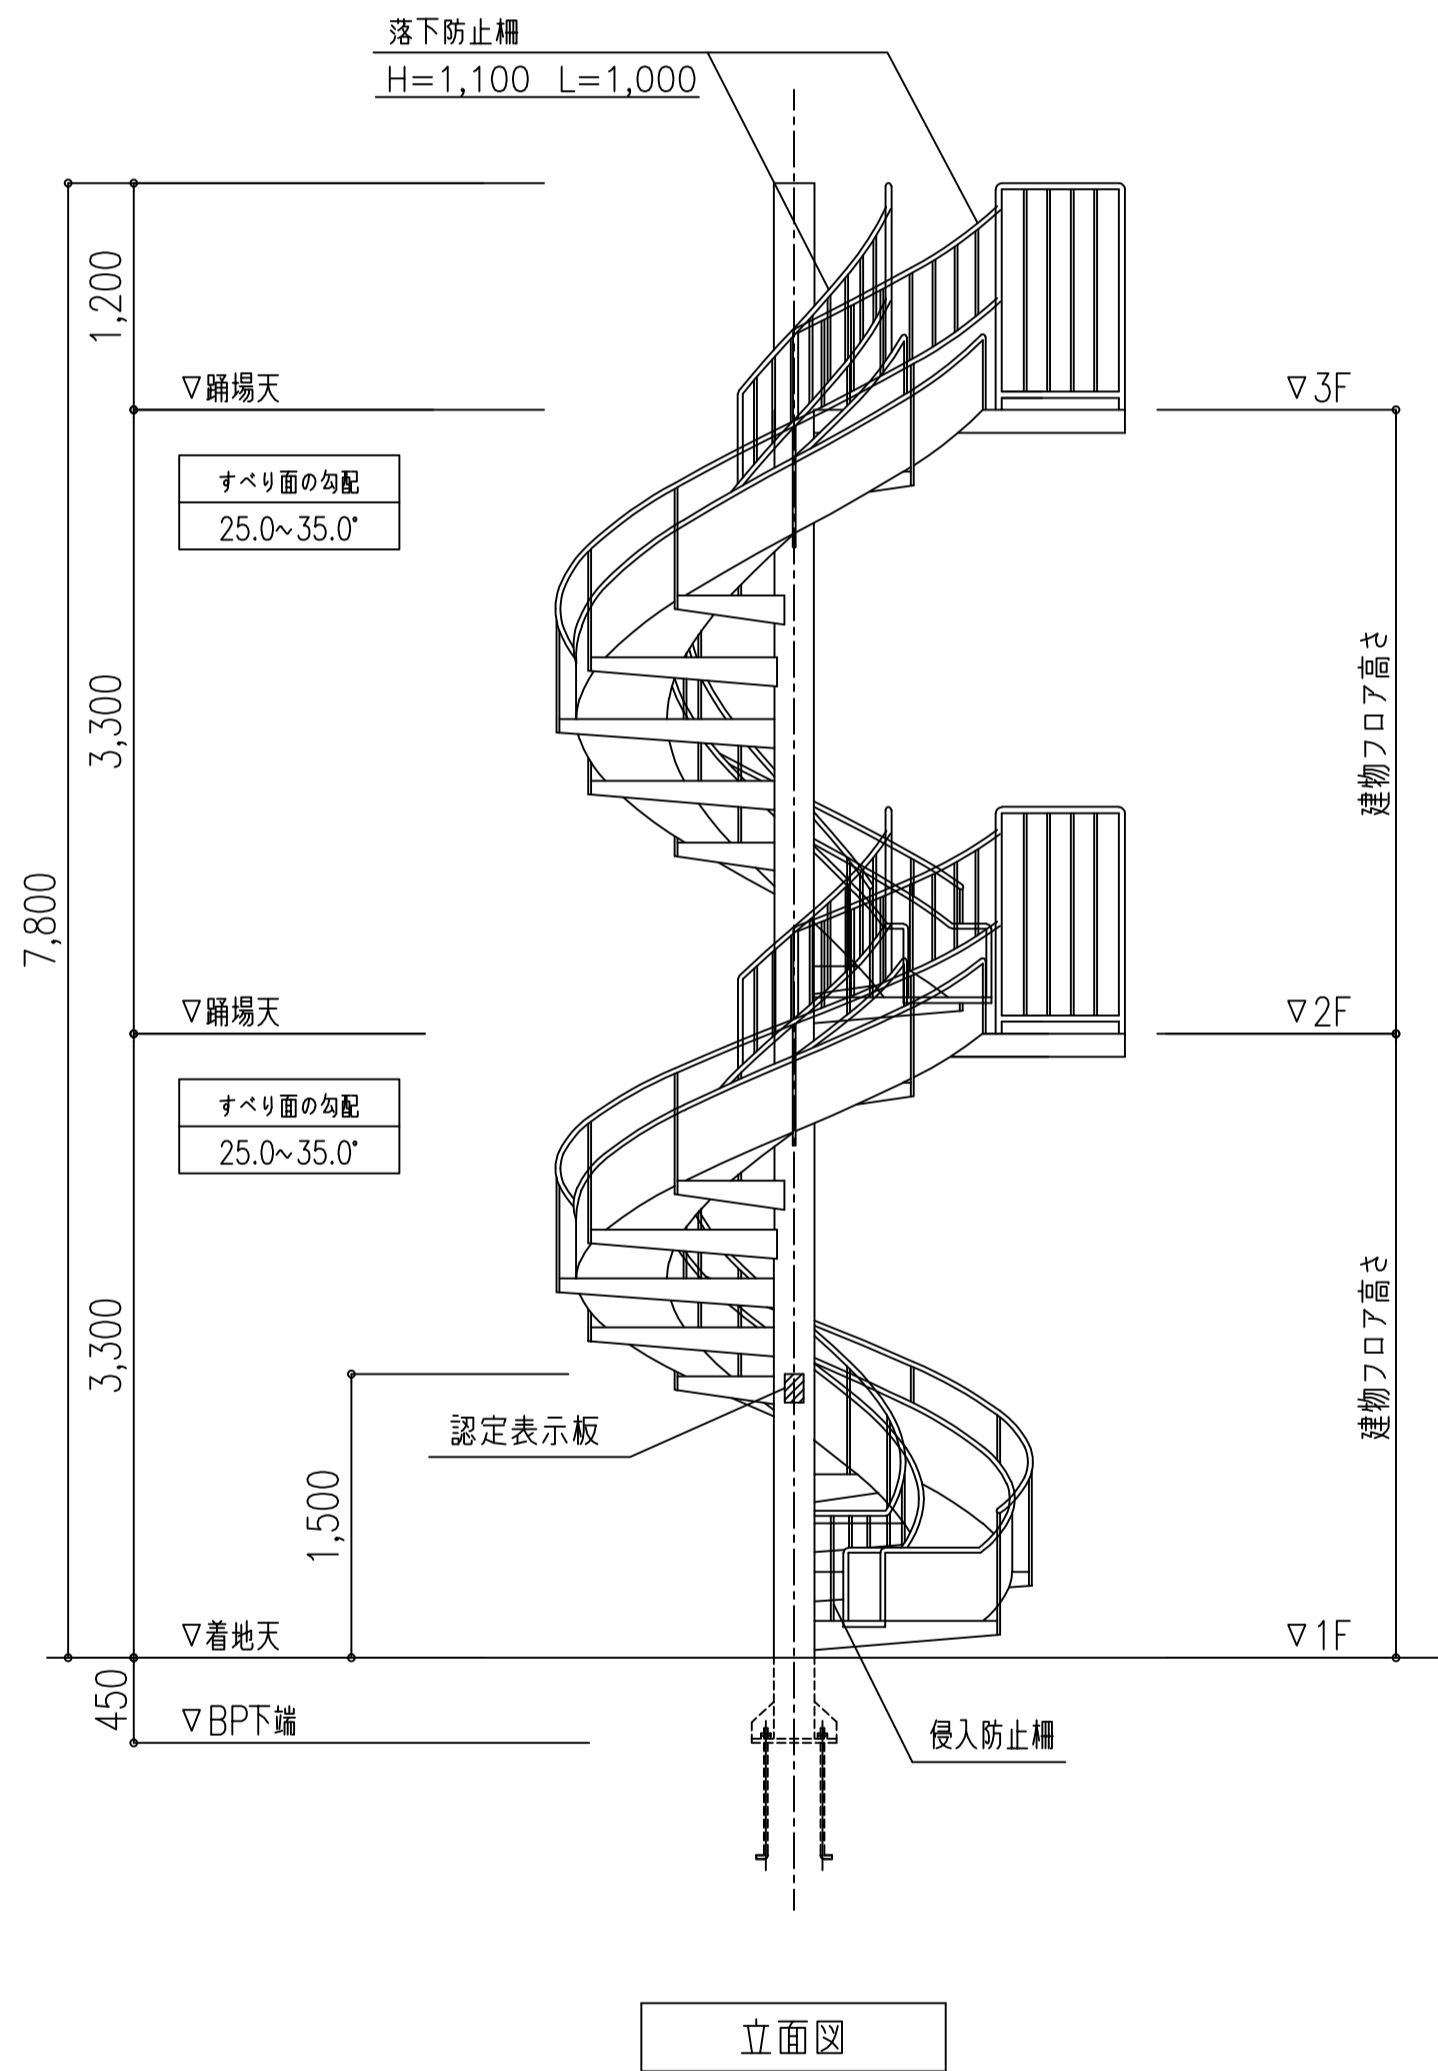 落下防止柵
H=1,100 L=1,000
1,200
▽踊場天
▽3F
すべり面の勾配
25.0~35.0°
3,300
建物フロア高さ
7,800
▽踊場天
▽2F
すべり面の勾配
25.0~35.0°
3,300
建物フロア高さ
認定表示板
1,500
▽着地天
▽1F
450
▽BP下端
侵入防止柵
立面図